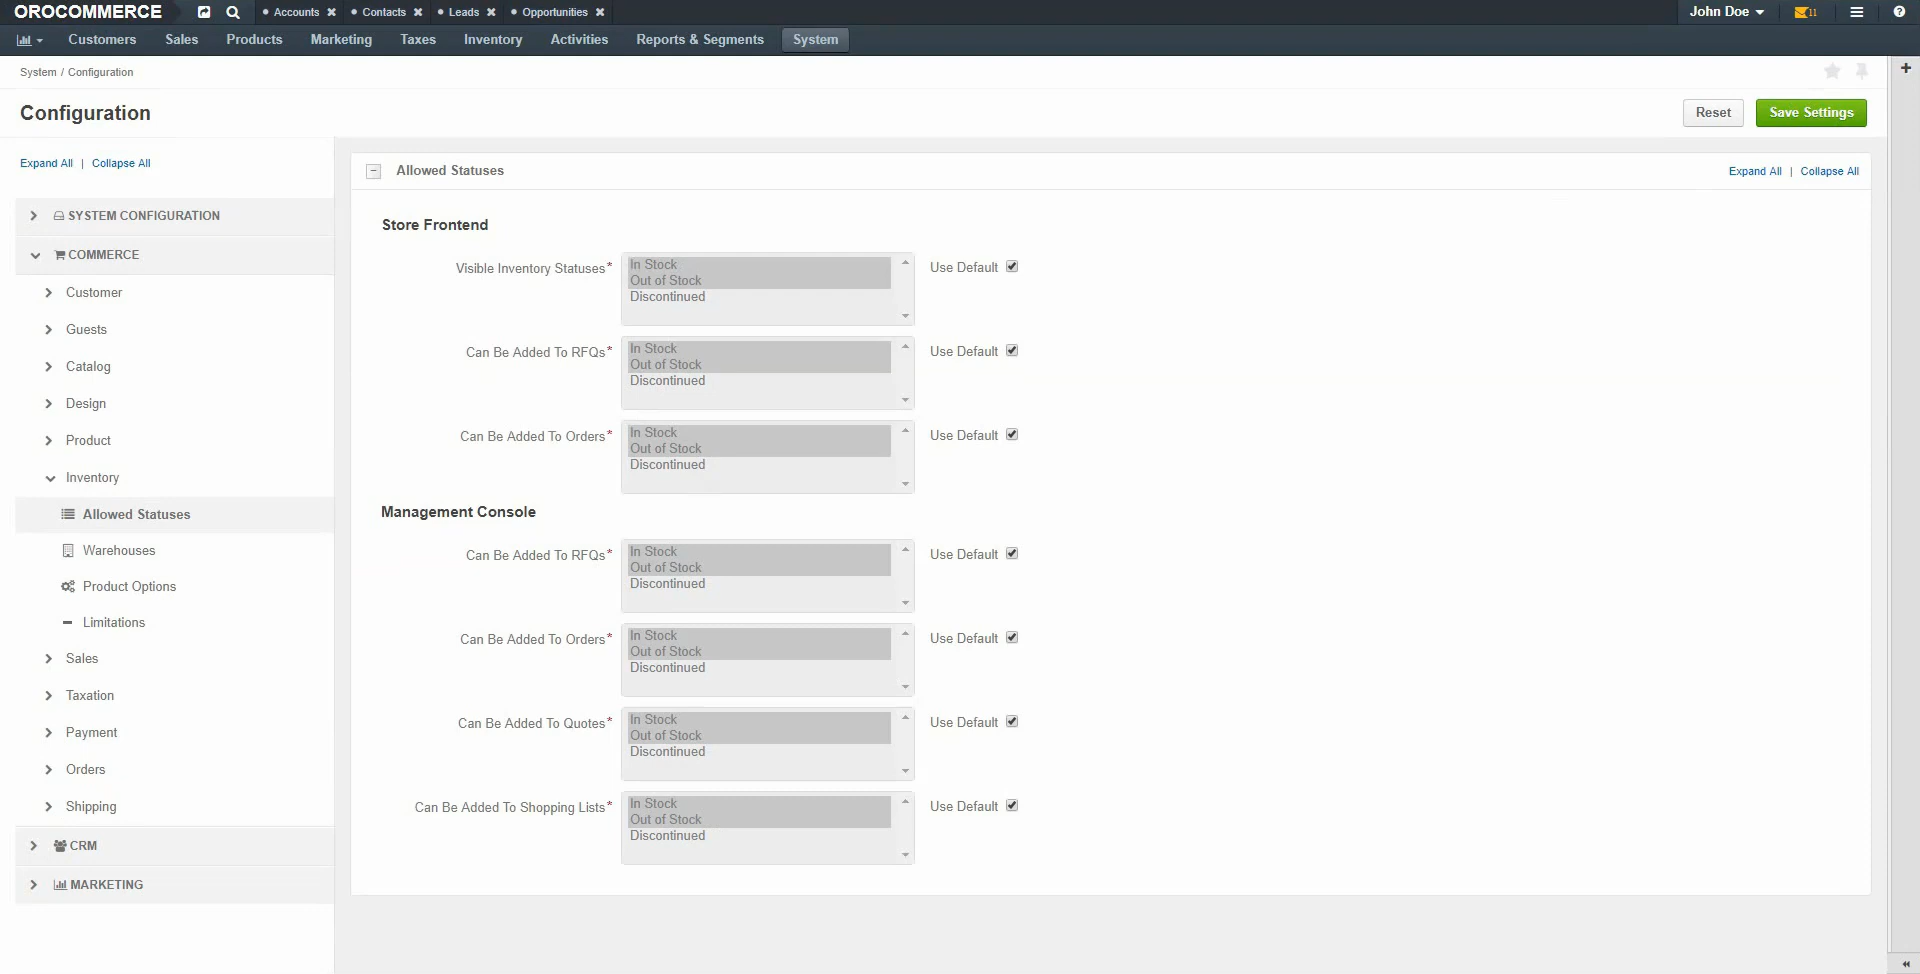 OROCOMMERCE
Accounts Contacts Leads Opportunities
John Doe 11
Customers Sales Products Marketing Taxes Inventory Activities Reports & Segments System
System / Configuration
Configuration
Reset Save Settings
Expand All | Collapse All
SYSTEM CONFIGURATION
COMMERCE
Customer
Guests
Catalog
Design
Product
Inventory
Allowed Statuses
Warehouses
Product Options
Limitations
Sales
Taxation
Payment
Orders
Shipping
CRM
MARKETING
Allowed Statuses
Expand All | Collapse All
Store Frontend
Visible Inventory Statuses*
In Stock
Out of Stock
Discontinued
Use Default
Can Be Added To RFQs*
In Stock
Out of Stock
Discontinued
Use Default
Can Be Added To Orders*
In Stock
Out of Stock
Discontinued
Use Default
Management Console
Can Be Added To RFQs*
In Stock
Out of Stock
Discontinued
Use Default
Can Be Added To Orders*
In Stock
Out of Stock
Discontinued
Use Default
Can Be Added To Quotes*
In Stock
Out of Stock
Discontinued
Use Default
Can Be Added To Shopping Lists*
In Stock
Out of Stock
Discontinued
Use Default